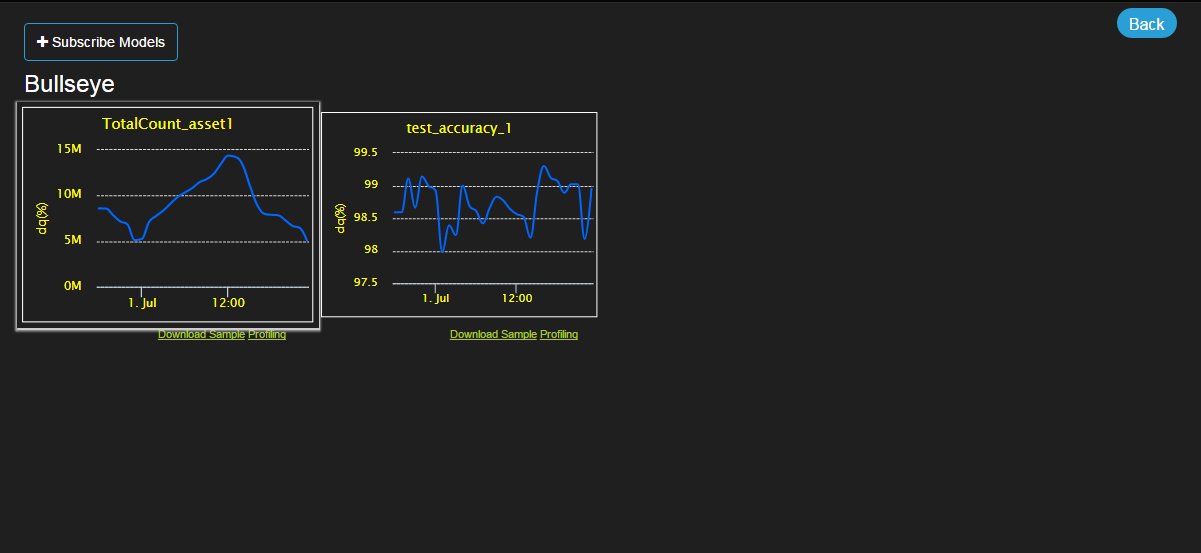 Back
+ Subscribe Models
Bullseye
TotalCount_asset1
15M
10M
5M
0M
dq(%)
1. Jul
12:00
Download Sample Profiling
test_accuracy_1
99.5
99
98.5
98
97.5
dq(%)
1. Jul
12:00
Download Sample Profiling